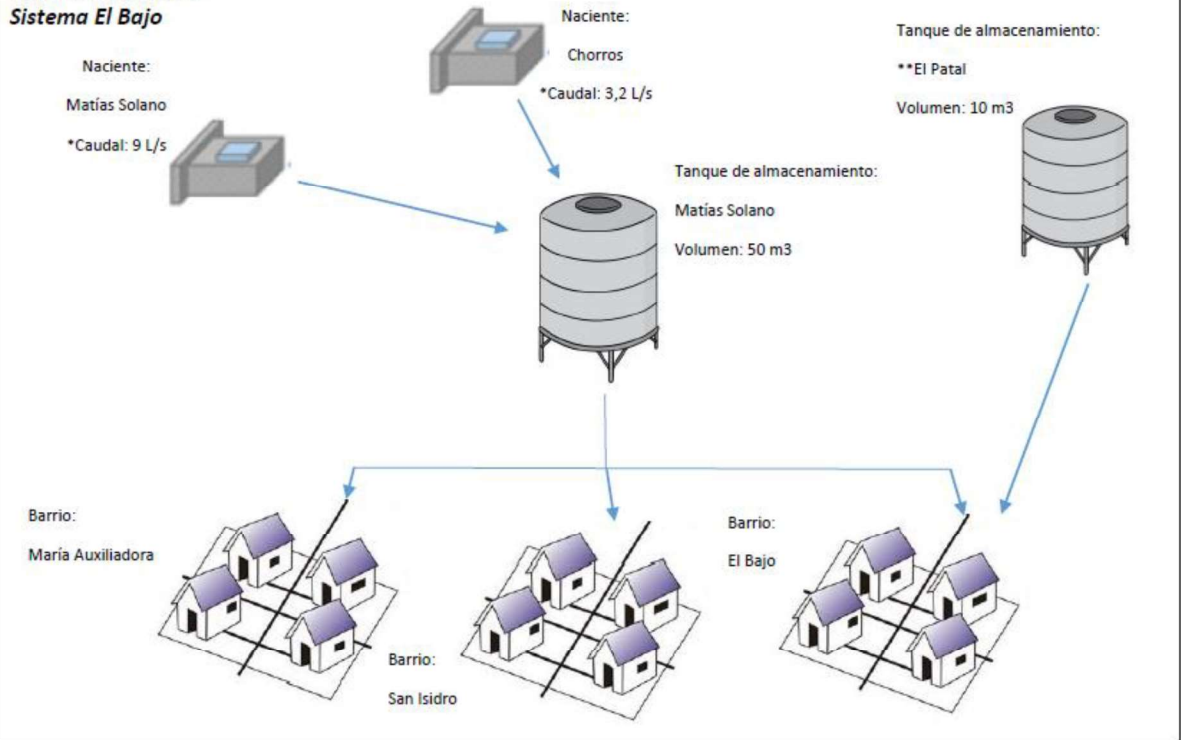 Sistema El Bajo
Naciente:
Matías Solano
*Caudal: 9 L/s
Naciente:
Chorros
*Caudal: 3,2 L/s
Tanque de almacenamiento:
**El Patal
Volumen: 10 m3
Tanque de almacenamiento:
Matías Solano
Volumen: 50 m3
Barrio:
María Auxiliadora
Barrio:
San Isidro
Barrio:
El Bajo